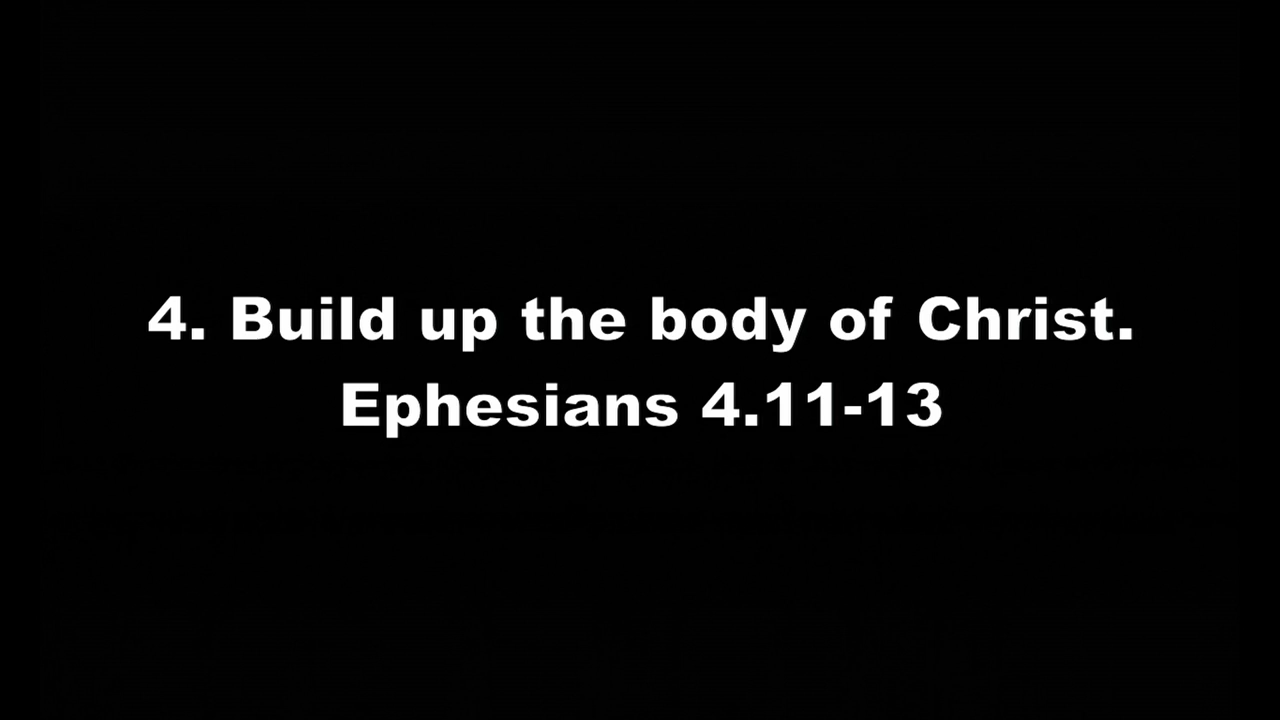 4. Build up the body of Christ.
Ephesians 4.11-13